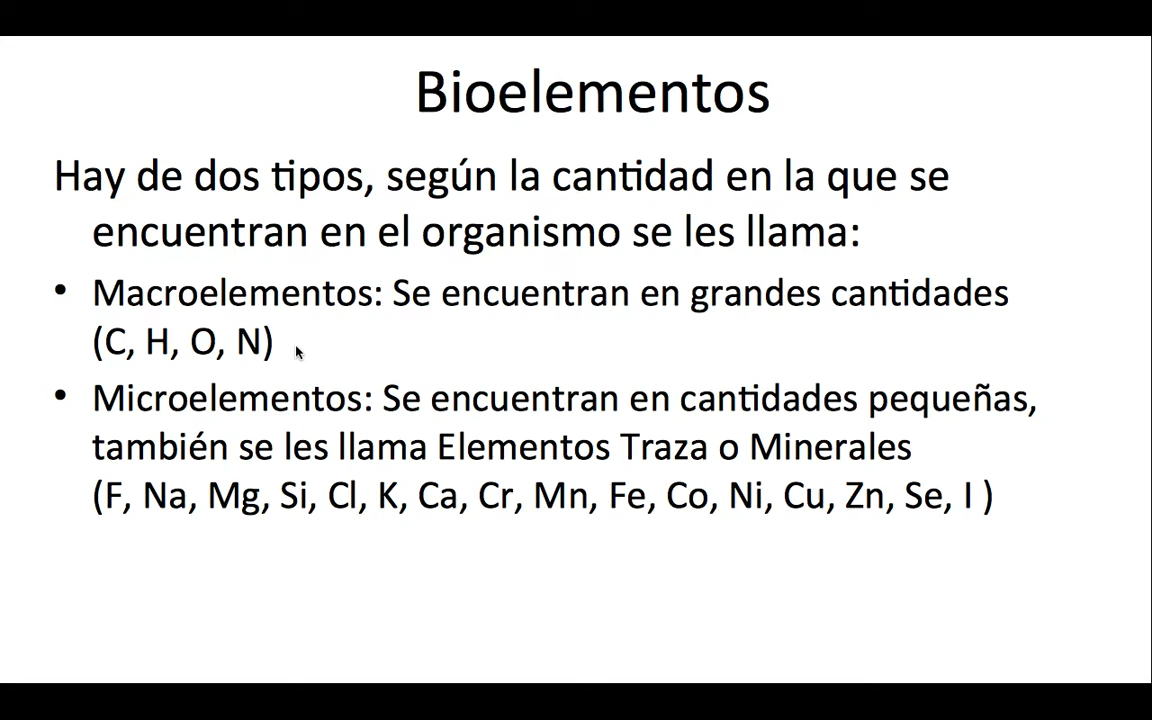 Bioelementos
Hay de dos tipos, según la cantidad en la que se
encuentran en el organismo se les llama:
• Macroelementos: Se encuentran en grandes cantidades
(C, H, O, N)
• Microelementos: Se encuentran en cantidades pequeñas,
también se les llama Elementos Traza o Minerales
(F, Na, Mg, Si, Cl, K, Ca, Cr, Mn, Fe, Co, Ni, Cu, Zn, Se, I )